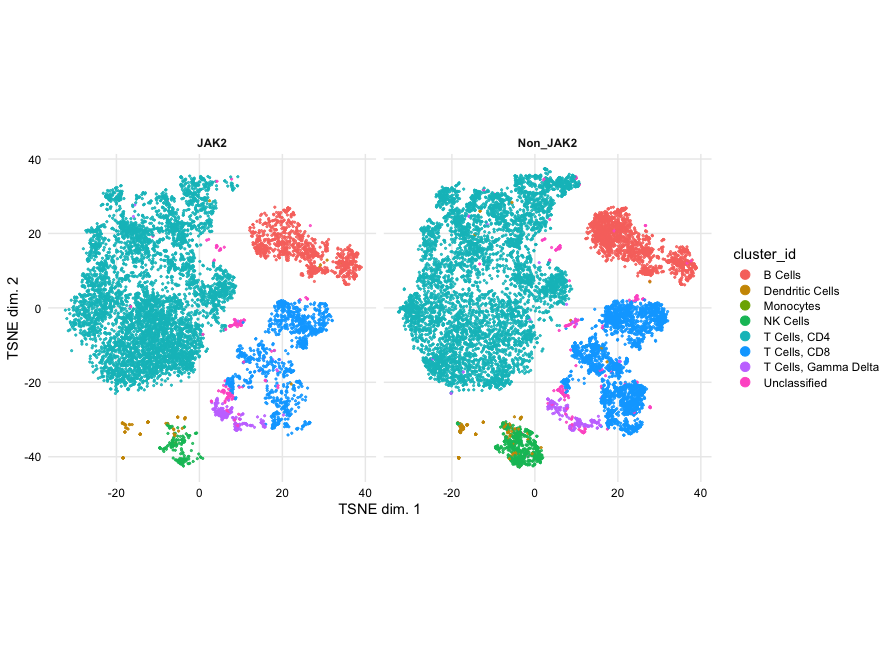 JAK2
Non_JAK2
40
20
0
-20
-40
TSNE dim. 2
-20
0
20
40
-20
0
20
40
TSNE dim. 1
cluster_id
B Cells
Dendritic Cells
Monocytes
NK Cells
T Cells, CD4
T Cells, CD8
T Cells, Gamma Delta
Unclassified